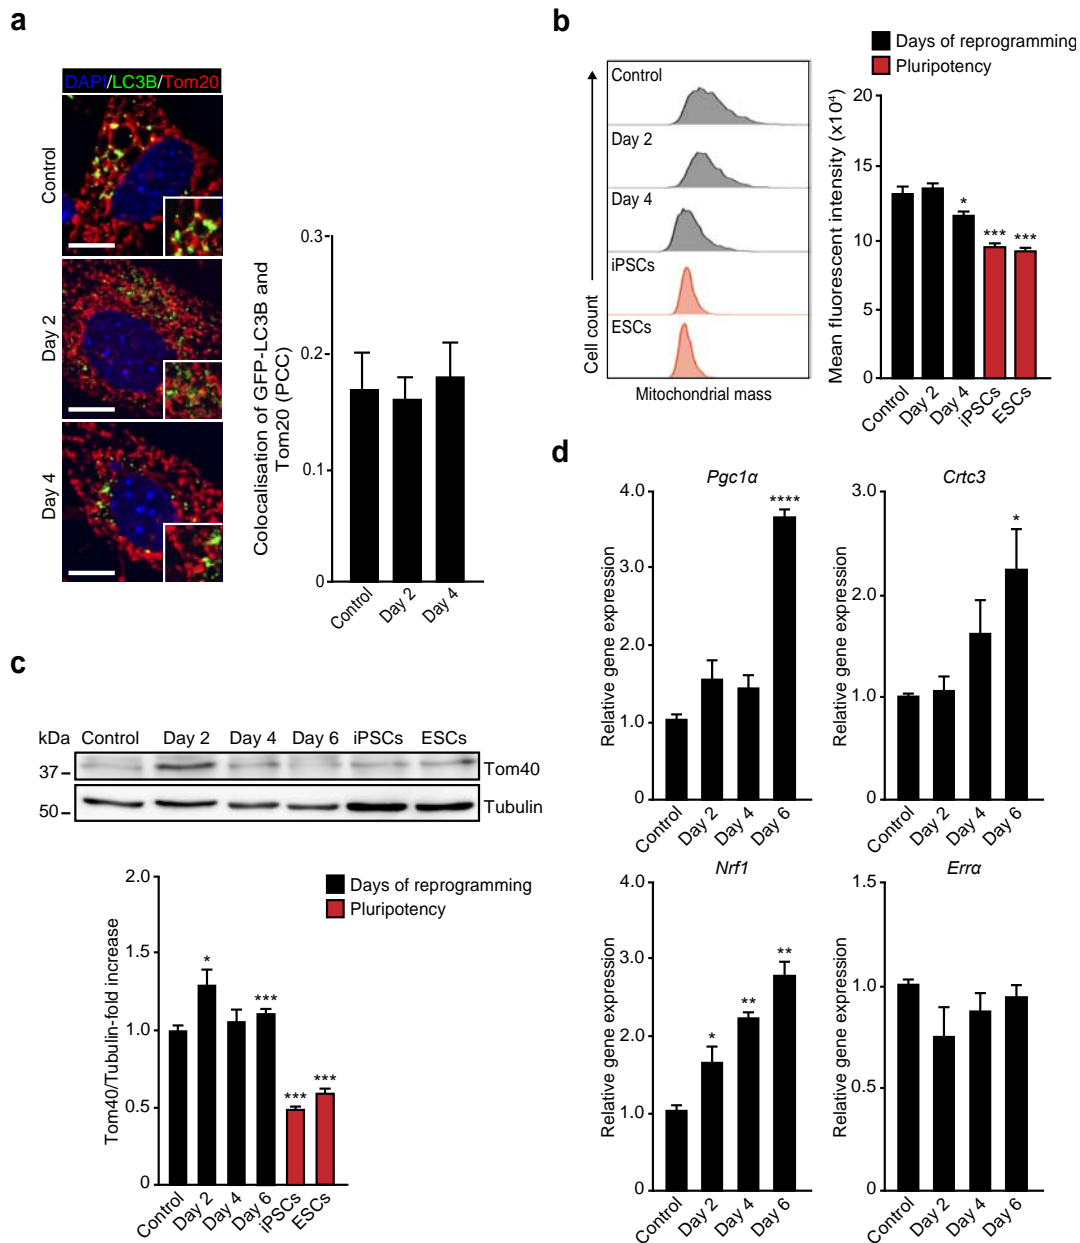 a
DAPI/LC3B/Tom20
Control
Day 2
Day 4
Colocalisation of GFP-LC3B and
Tom20 (PCC)
0.3
0.2
0.1
0
Control
Day 2
Day 4
b
Days of reprogramming
Pluripotency
Control
Day 2
Day 4
iPSCs
ESCs
Cell count
Mitochondrial mass
Mean fluorescent intensity (x10⁴)
20
15
10
5
0
*
***
***
Control
Day 2
Day 4
iPSCs
ESCs
c
kDa
Control Day 2 Day 4 Day 6 iPSCs ESCs
37
Tom40
50
Tubulin
Days of reprogramming
Pluripotency
Tom40/Tubulin-fold increase
2.0
1.5
1.0
0.5
0
*
***
***
***
Control
Day 2
Day 4
Day 6
iPSCs
ESCs
d
Pgc1α
Relative gene expression
4.0
3.0
2.0
1.0
0
****
Control
Day 2
Day 4
Day 6
Crtc3
Relative gene expression
3.0
2.0
1.0
0
*
Control
Day 2
Day 4
Day 6
Nrf1
Relative gene expression
4.0
3.0
2.0
1.0
0
*
**
**
Control
Day 2
Day 4
Day 6
Errα
Relative gene expression
1.5
1.0
0.5
0
Control
Day 2
Day 4
Day 6